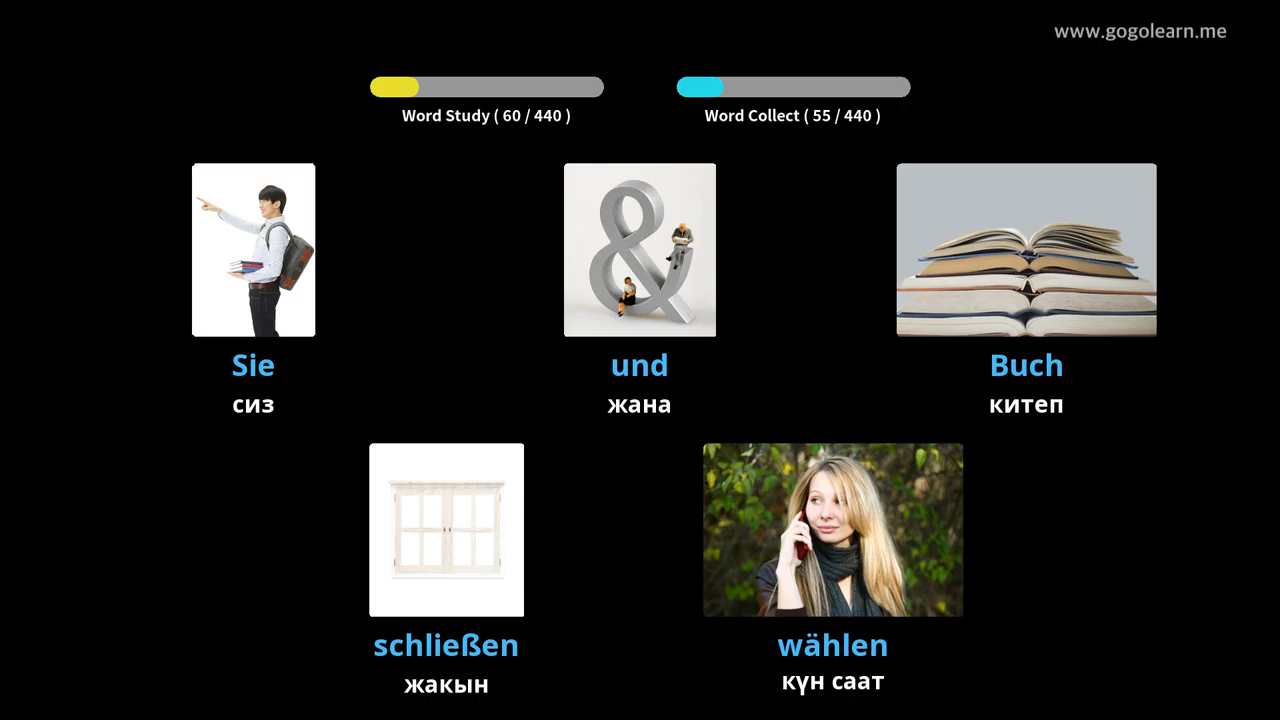 www.gogolearn.me
Word Study ( 60 / 440 )
Word Collect ( 55 / 440 )
Sie
сиз
und
жана
Buch
китеп
schließen
жакын
wählen
күн саат